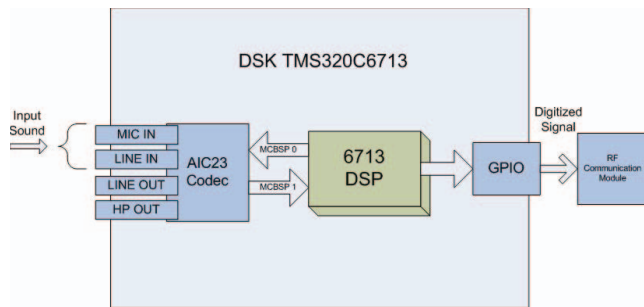 DSK TMS320C6713
Input
Sound
MIC IN
LINE IN
LINE OUT
HP OUT
AIC23
Codec
MCBSP 0
MCBSP 1
6713
DSP
GPIO
Digitized
Signal
RF
Communication
Module